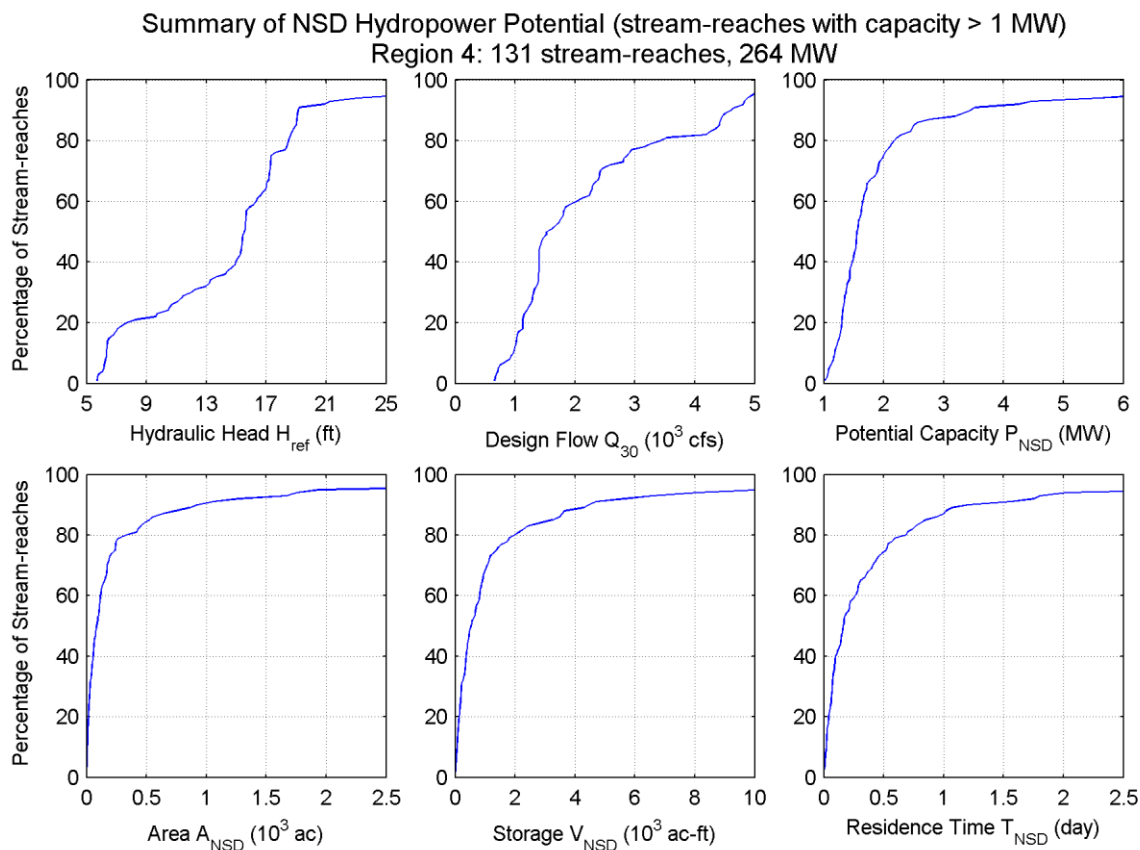 Summary of NSD Hydropower Potential (stream-reaches with capacity > 1 MW)
Region 4: 131 stream-reaches, 264 MW
Percentage of Stream-reaches
100
80
60
40
20
0
5 9 13 17 21 25
Hydraulic Head H_ref (ft)
100
80
60
40
20
0
0 1 2 3 4 5
Design Flow Q_30 (10^3 cfs)
100
80
60
40
20
0
1 2 3 4 5 6
Potential Capacity P_NSD (MW)
Percentage of Stream-reaches
100
80
60
40
20
0
0 0.5 1 1.5 2 2.5
Area A_NSD (10^3 ac)
100
80
60
40
20
0
0 2 4 6 8 10
Storage V_NSD (10^3 ac-ft)
100
80
60
40
20
0
0 0.5 1 1.5 2 2.5
Residence Time T_NSD (day)